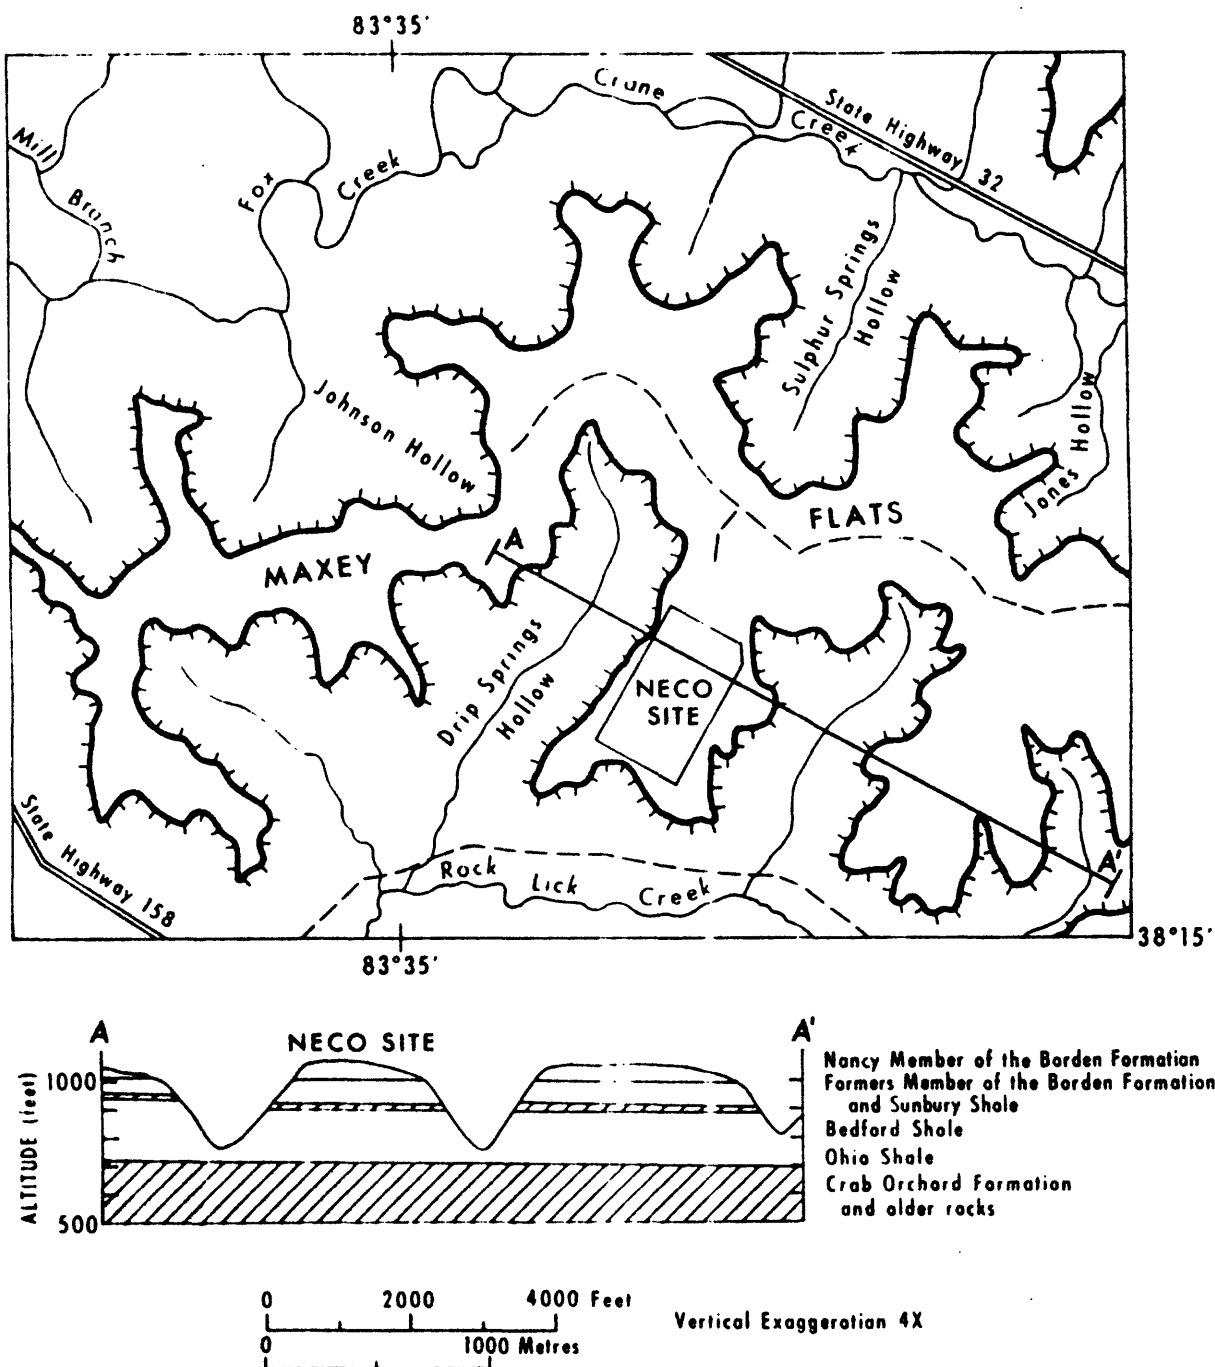 83°35'
Crane
Creek
State Highway 32
Mill
Branch
Fox
Creek
Sulphur Springs
Hollow
Johnson Hollow
Jones Hollow
FLATS
MAXEY
A
Drip Springs
Hollow
NECO
SITE
State Highway 158
Rock Lick Creek
A'
83°35'
38°15'
A
NECO SITE
A'
1000
ALTITUDE (feet)
500
Nancy Member of the Borden Formation
Farmers Member of the Borden Formation
and Sunbury Shale
Bedford Shale
Ohio Shale
Crab Orchard Formation
and older rocks
0 2000 4000 Feet
Vertical Exaggeration 4X
0 1000 Metres